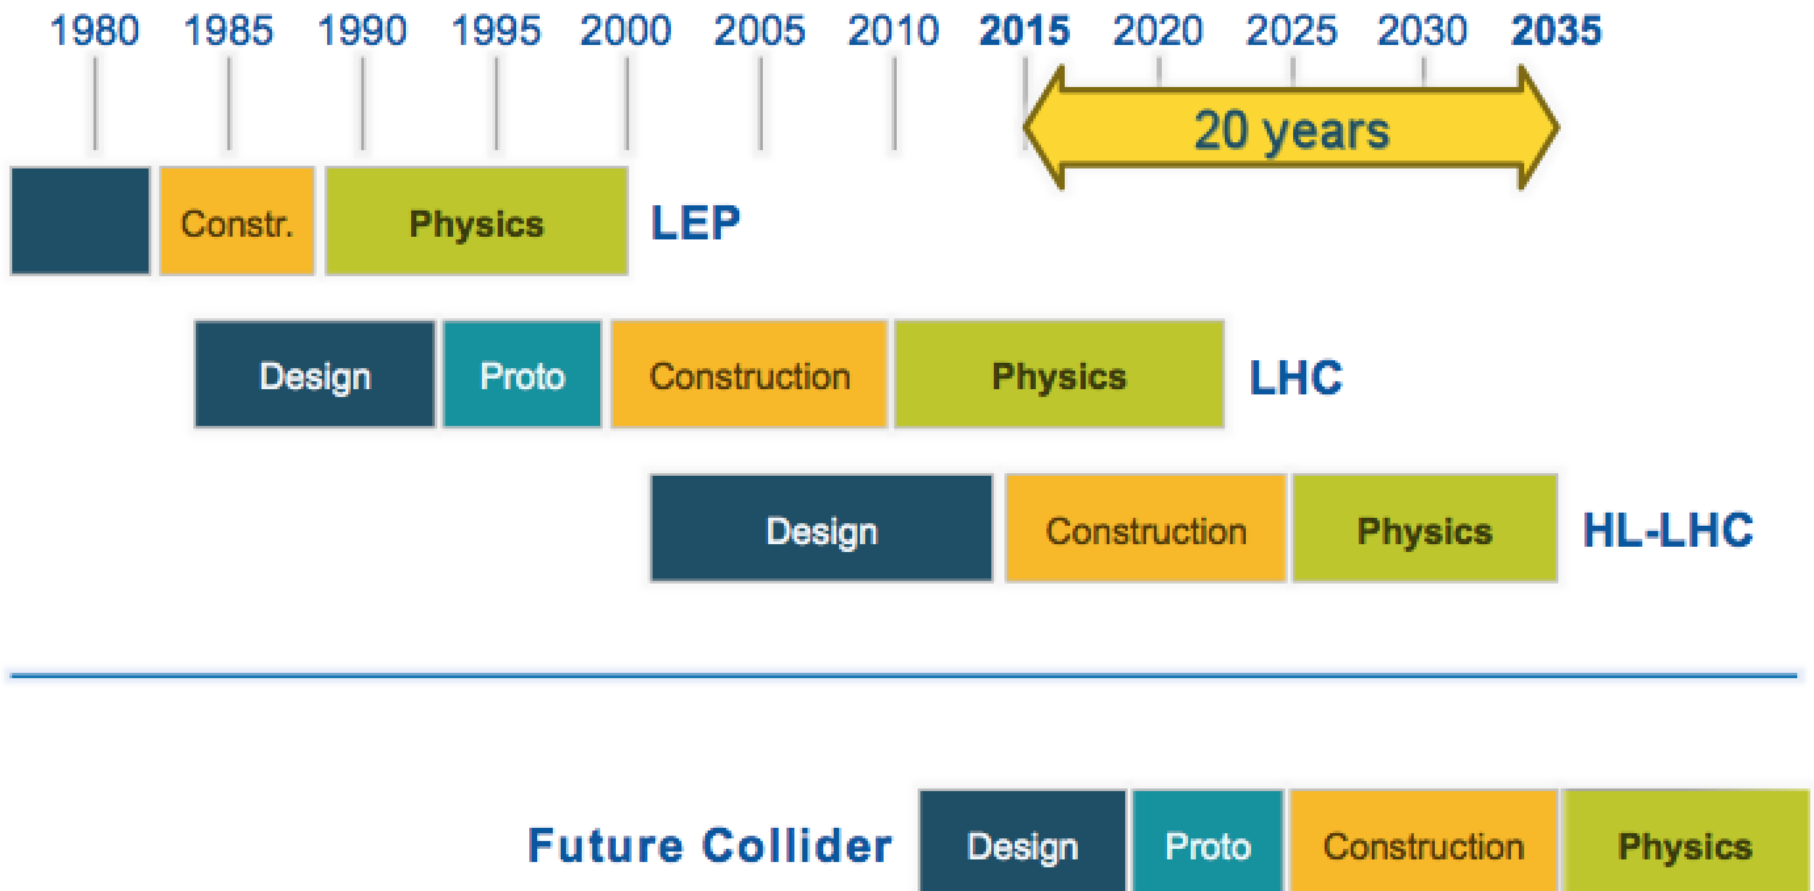 1980 1985 1990 1995 2000 2005 2010 2015 2020 2025 2030 2035
20 years
Constr. Physics LEP
Design Proto Construction Physics LHC
Design Construction Physics HL-LHC
Future Collider Design Proto Construction Physics